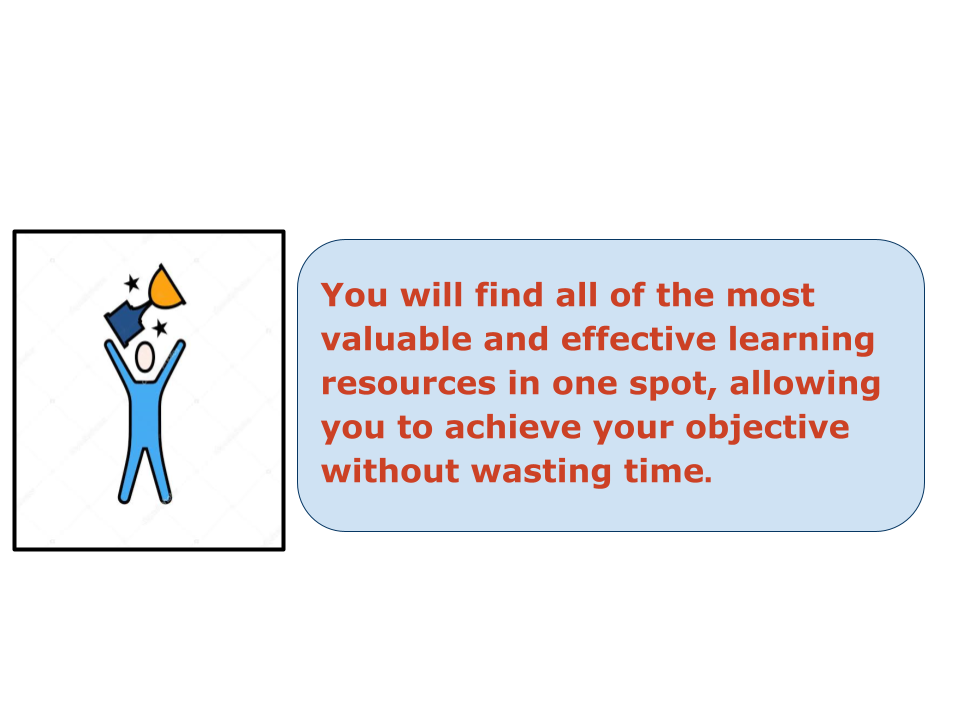 You will find all of the most
valuable and effective learning
resources in one spot, allowing
you to achieve your objective
without wasting time.